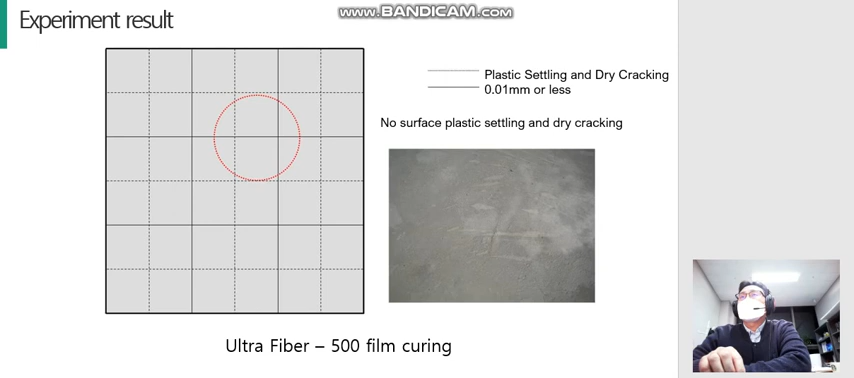 Experiment result
www.BANDICAM.com
Plastic Settling and Dry Cracking
0.01mm or less
No surface plastic settling and dry cracking
Ultra Fiber – 500 film curing